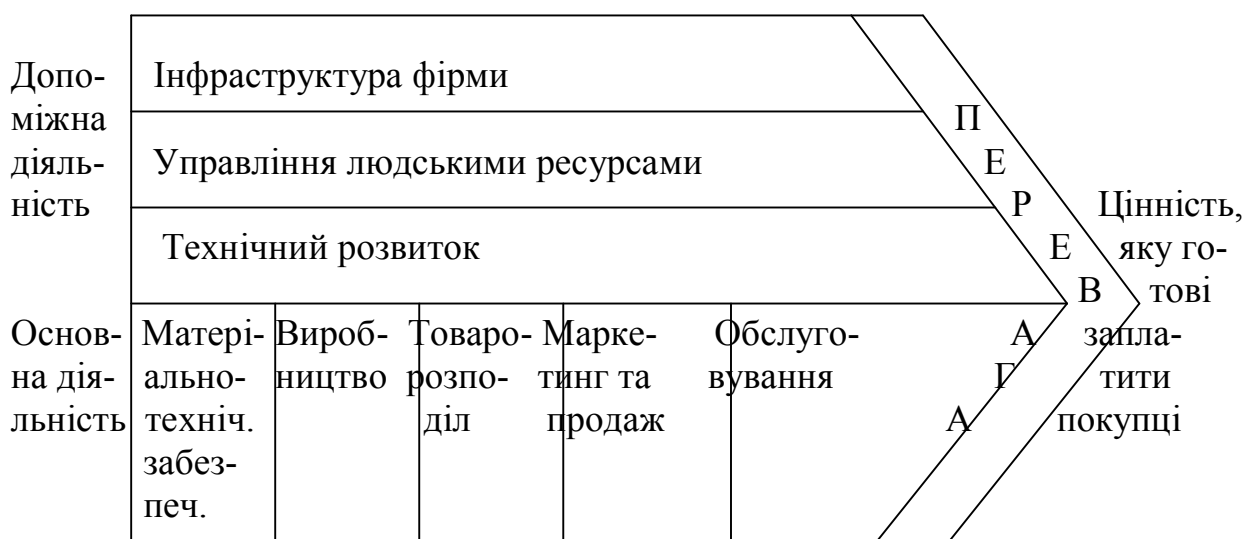 Допо-
міжна
діяль-
ність
Інфраструктура фірми
Управління людськими ресурсами
Технічний розвиток
Основ-
на дія-
льність
Матері-
ально-
техніч.
забез-
печ.
Вироб-
ництво
Товаро-
розпо-
діл
Марке-
тинг та
продаж
Обслуго-
вування
П
Е
Р
Е
В
А
Г
А
Цінність,
яку го-
тові
запла-
тити
покупці